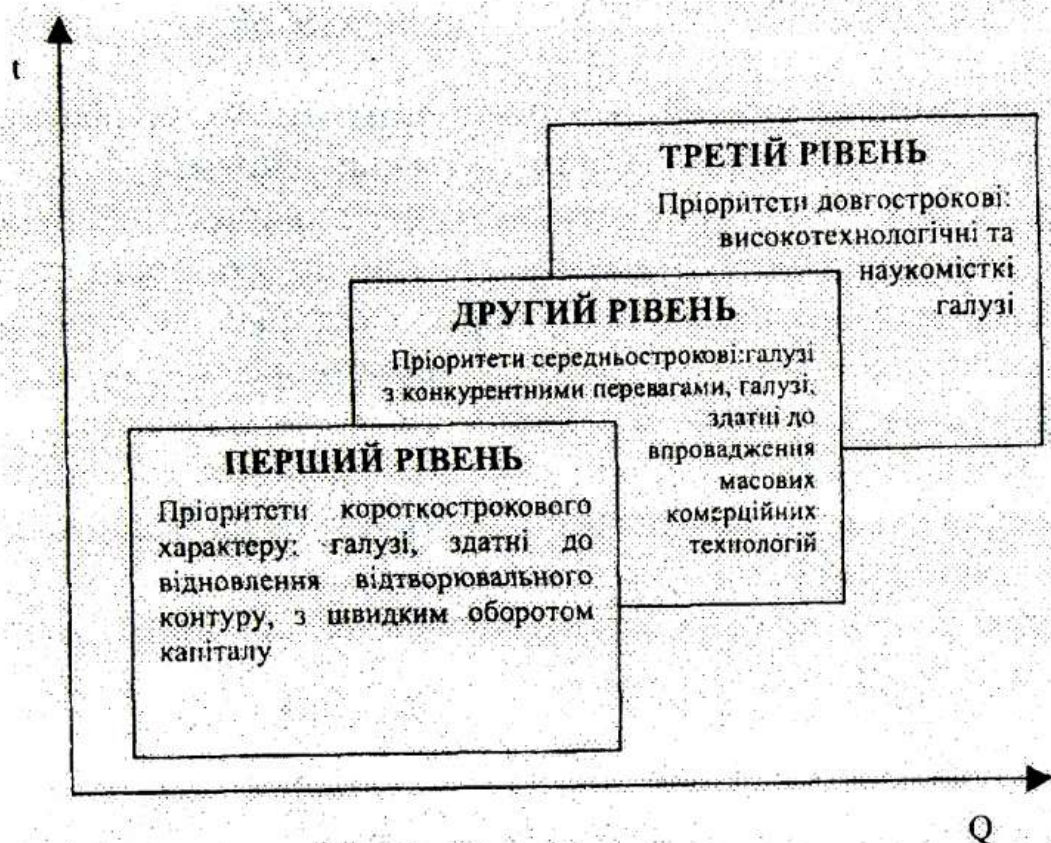 t
ТРЕТІЙ РІВЕНЬ
Пріоритети довгострокові:
високотехнологічні та
наукомісткі
галузі
ДРУГИЙ РІВЕНЬ
Пріоритети середньострокові:галузі
з конкурентними перевагами, галузі,
здатні до
впровадження
масових
комерційних
технологій
ПЕРШИЙ РІВЕНЬ
Пріоритети короткострокового
характеру: галузі, здатні до
відновлення відтворювального
контуру, з швидким оборотом
капіталу
Q